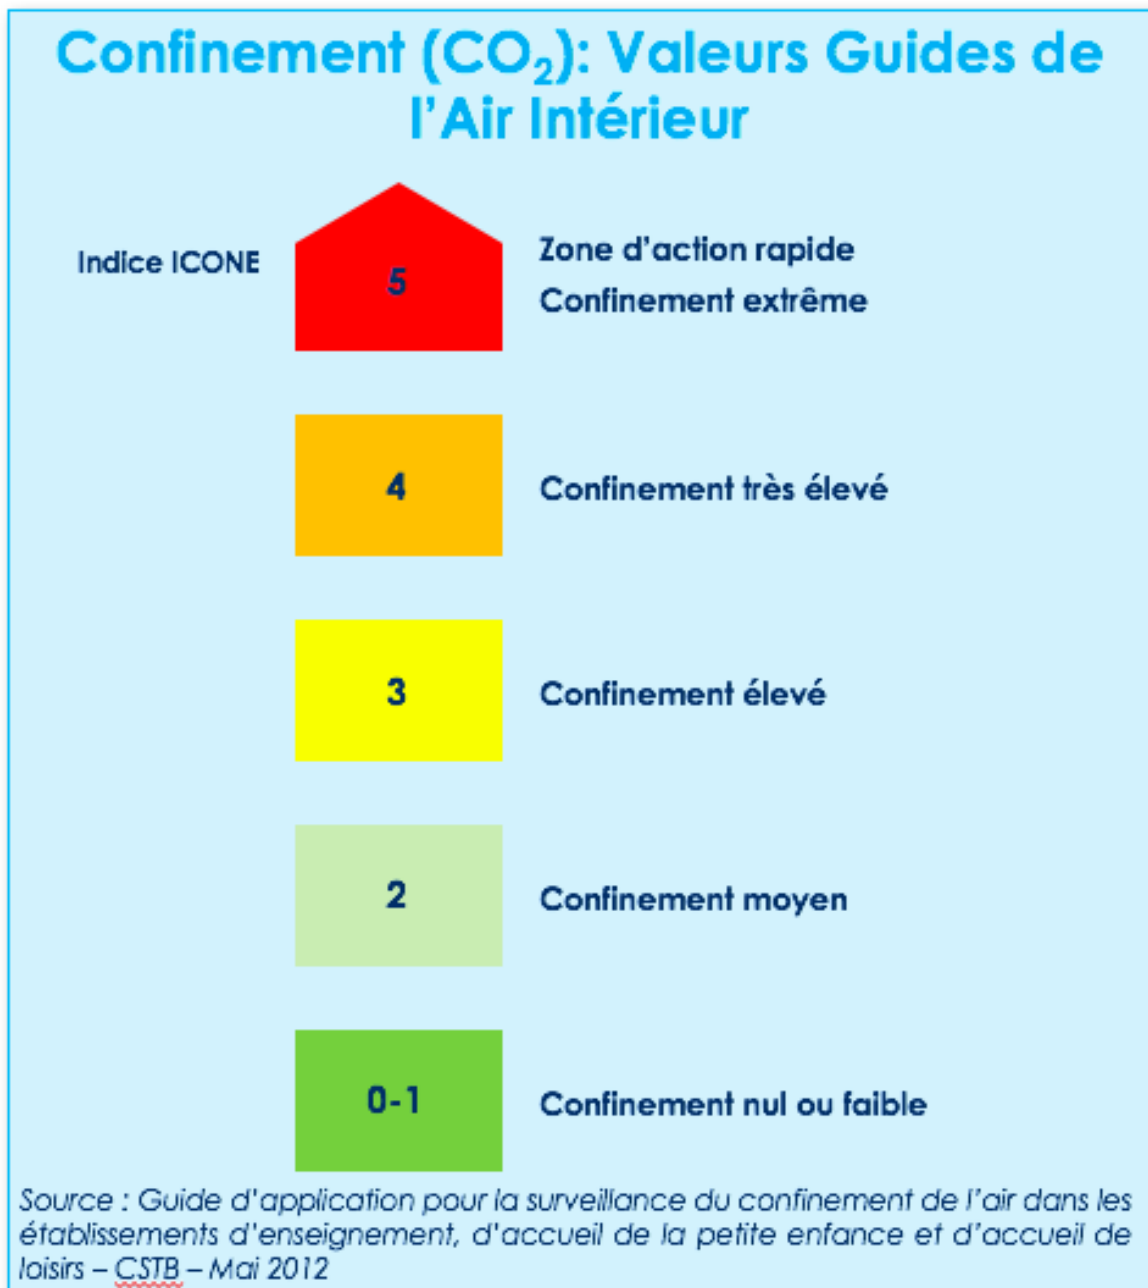 Confinement (CO₂): Valeurs Guides de
l'Air Intérieur
Indice ICONE
5
Zone d'action rapide
Confinement extrême
4
Confinement très élevé
3
Confinement élevé
2
Confinement moyen
0-1
Confinement nul ou faible
Source : Guide d'application pour la surveillance du confinement de l'air dans les
établissements d'enseignement, d'accueil de la petite enfance et d'accueil de
loisirs – CSTB – Mai 2012